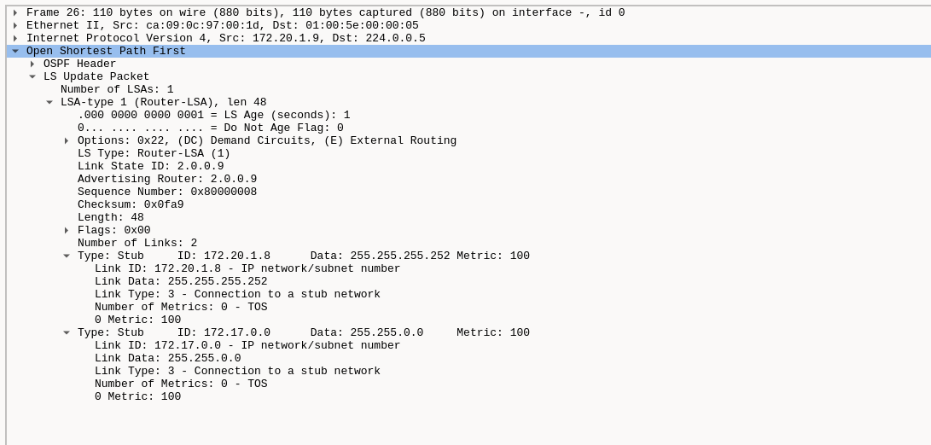 Frame 26: 110 bytes on wire (880 bits), 110 bytes captured (880 bits) on interface -, id 0
Ethernet II, Src: ca:09:0c:97:00:1d, Dst: 01:00:5e:00:00:05
Internet Protocol Version 4, Src: 172.20.1.9, Dst: 224.0.0.5
Open Shortest Path First
OSPF Header
LS Update Packet
Number of LSAs: 1
LSA-type 1 (Router-LSA), len 48
.000 0000 0000 0001 = LS Age (seconds): 1
0... .... .... .... = Do Not Age Flag: 0
Options: 0x22, (DC) Demand Circuits, (E) External Routing
LS Type: Router-LSA (1)
Link State ID: 2.0.0.9
Advertising Router: 2.0.0.9
Sequence Number: 0x80000008
Checksum: 0x0fa9
Length: 48
Flags: 0x00
Number of Links: 2
Type: Stub     ID: 172.20.1.8      Data: 255.255.255.252 Metric: 100
Link ID: 172.20.1.8 - IP network/subnet number
Link Data: 255.255.255.252
Link Type: 3 - Connection to a stub network
Number of Metrics: 0 - TOS
0 Metric: 100
Type: Stub     ID: 172.17.0.0      Data: 255.255.0.0     Metric: 100
Link ID: 172.17.0.0 - IP network/subnet number
Link Data: 255.255.0.0
Link Type: 3 - Connection to a stub network
Number of Metrics: 0 - TOS
0 Metric: 100